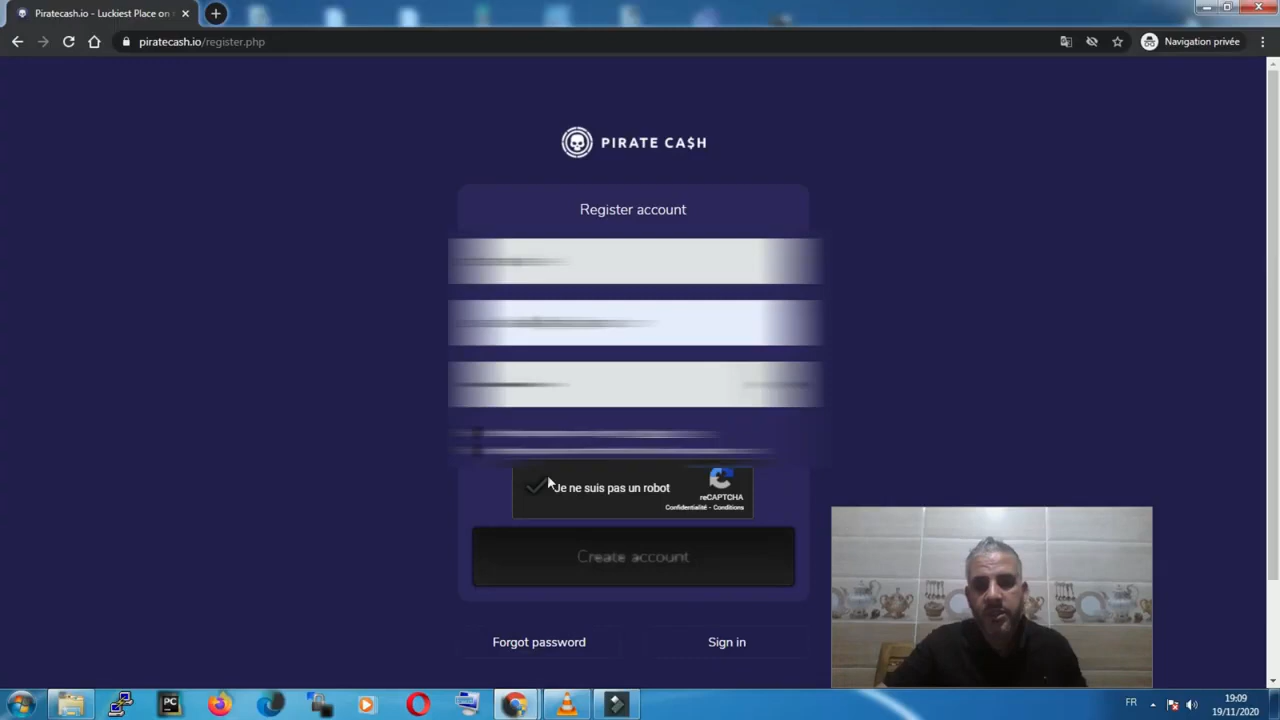 Piratecash.io - Luckiest Place on
piratecash.io/register.php
Navigation privée
PIRATE CA$H
Register account
Je ne suis pas un robot
reCAPTCHA
Confidentialité - Conditions
Create account
Forgot password
Sign in
PC
FR
19:09
19/11/2020